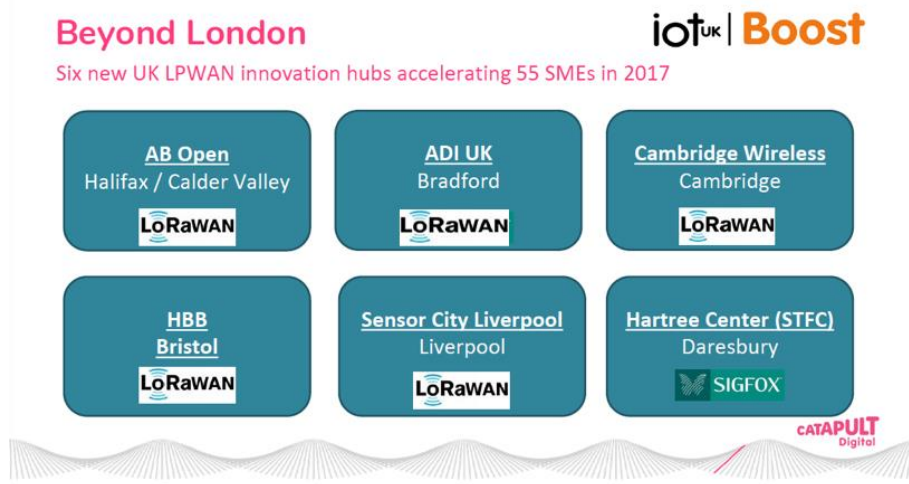 Beyond London
iotUK | Boost
Six new UK LPWAN innovation hubs accelerating 55 SMEs in 2017
AB Open
Halifax / Calder Valley
LoRaWAN
ADI UK
Bradford
LoRaWAN
Cambridge Wireless
Cambridge
LoRaWAN
HBB
Bristol
LoRaWAN
Sensor City Liverpool
Liverpool
LoRaWAN
Hartree Center (STFC)
Daresbury
SIGFOX
CATAPULT
Digital